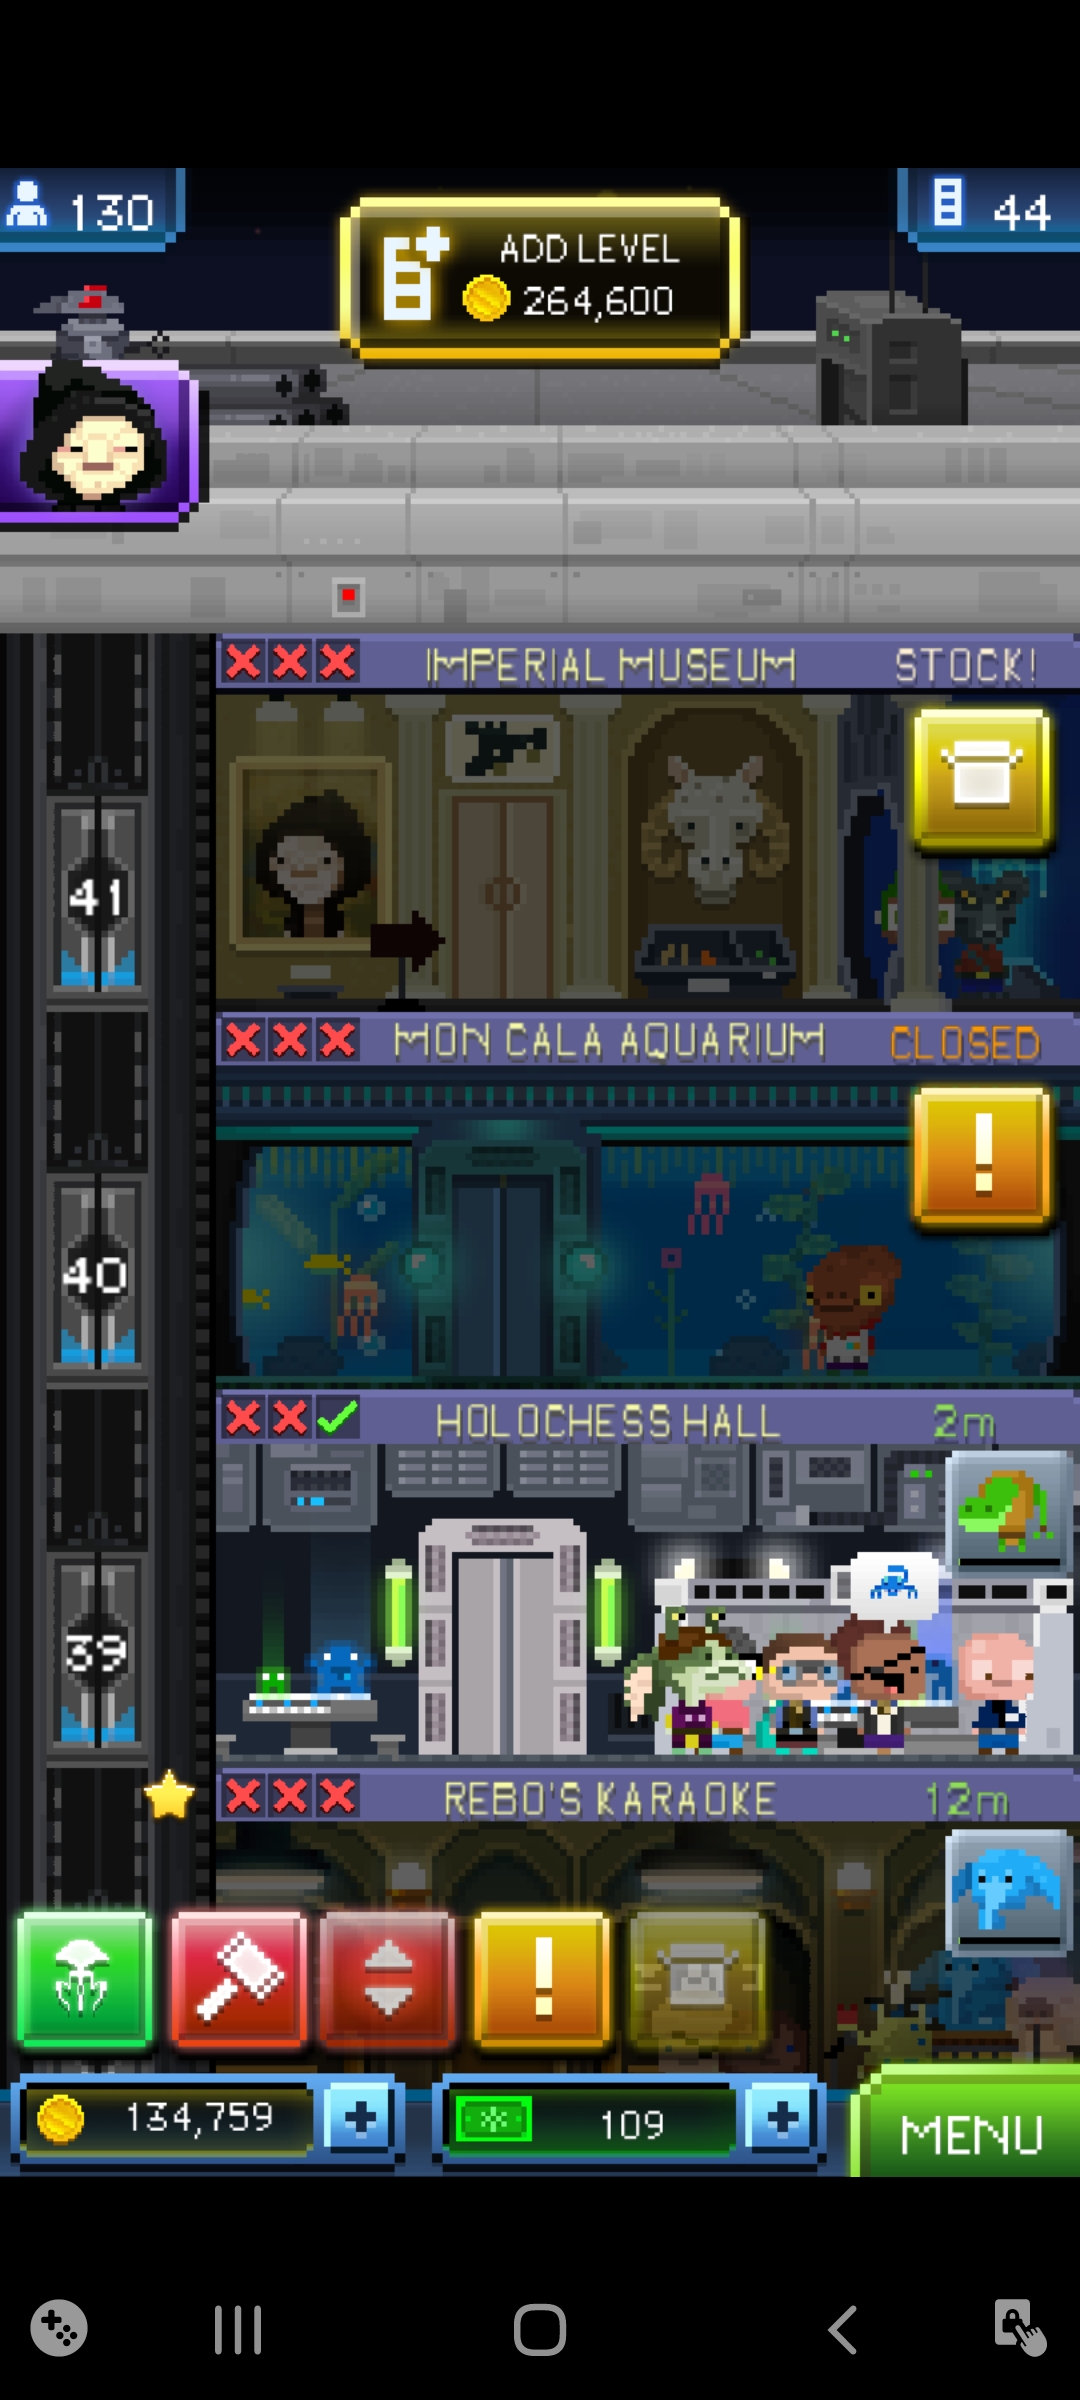 130
ADD LEVEL
264,600
44
IMPERIAL MUSEUM STOCK!
41
MON CALA AQUARIUM CLOSED
!
40
HOLOCHESS HALL 2m
39
REBO'S KARAOKE 12m
!
134,759
109
MENU